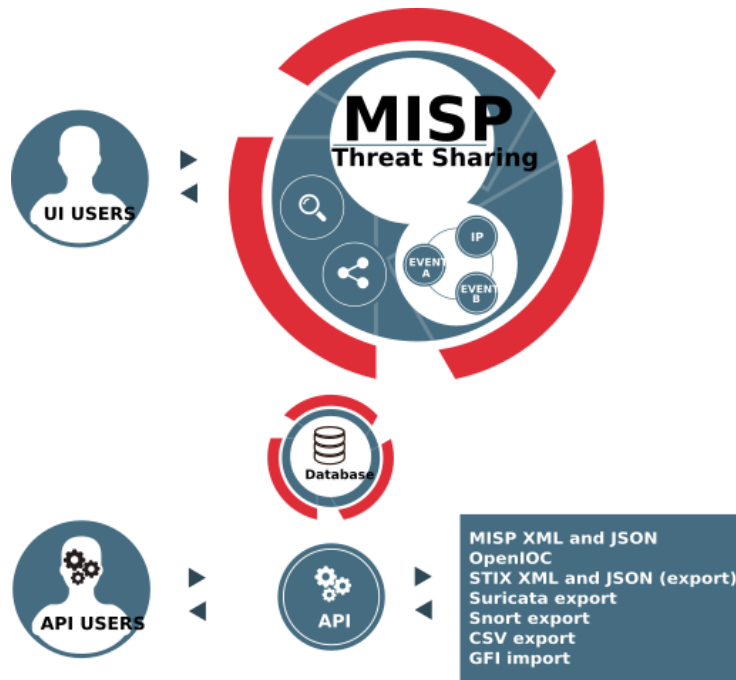 MISP
Threat Sharing
UI USERS
IP
EVENT
A
EVENT
B
Database
MISP XML and JSON
OpenIOC
STIX XML and JSON (export)
Suricata export
Snort export
CSV export
GFI import
API USERS
API